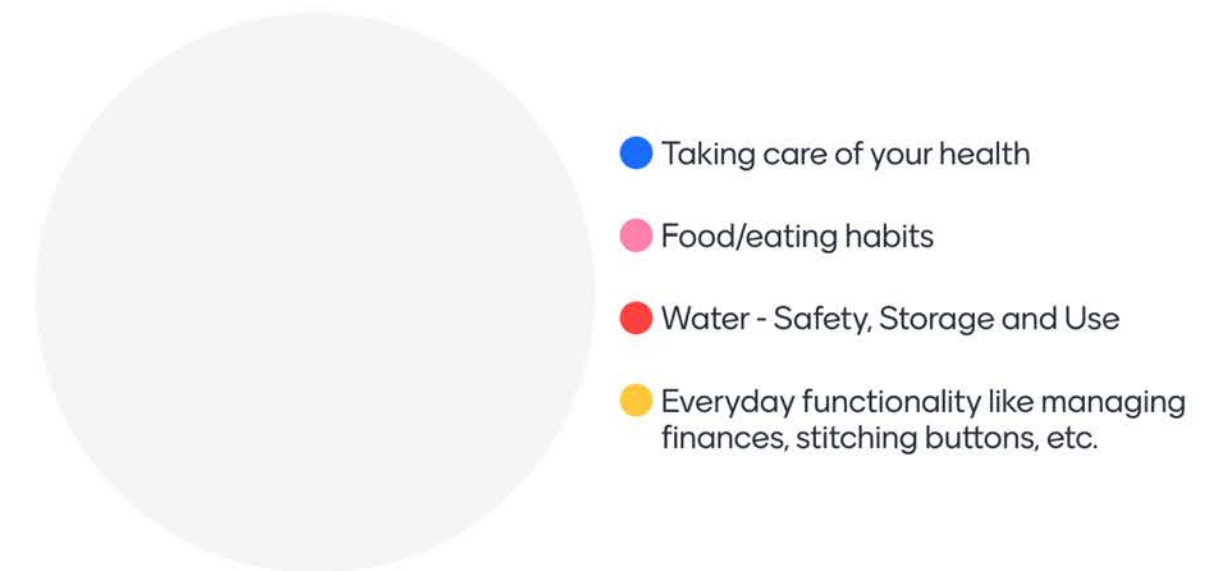 Taking care of your health
Food/eating habits
Water - Safety, Storage and Use
Everyday functionality like managing
finances, stitching buttons, etc.